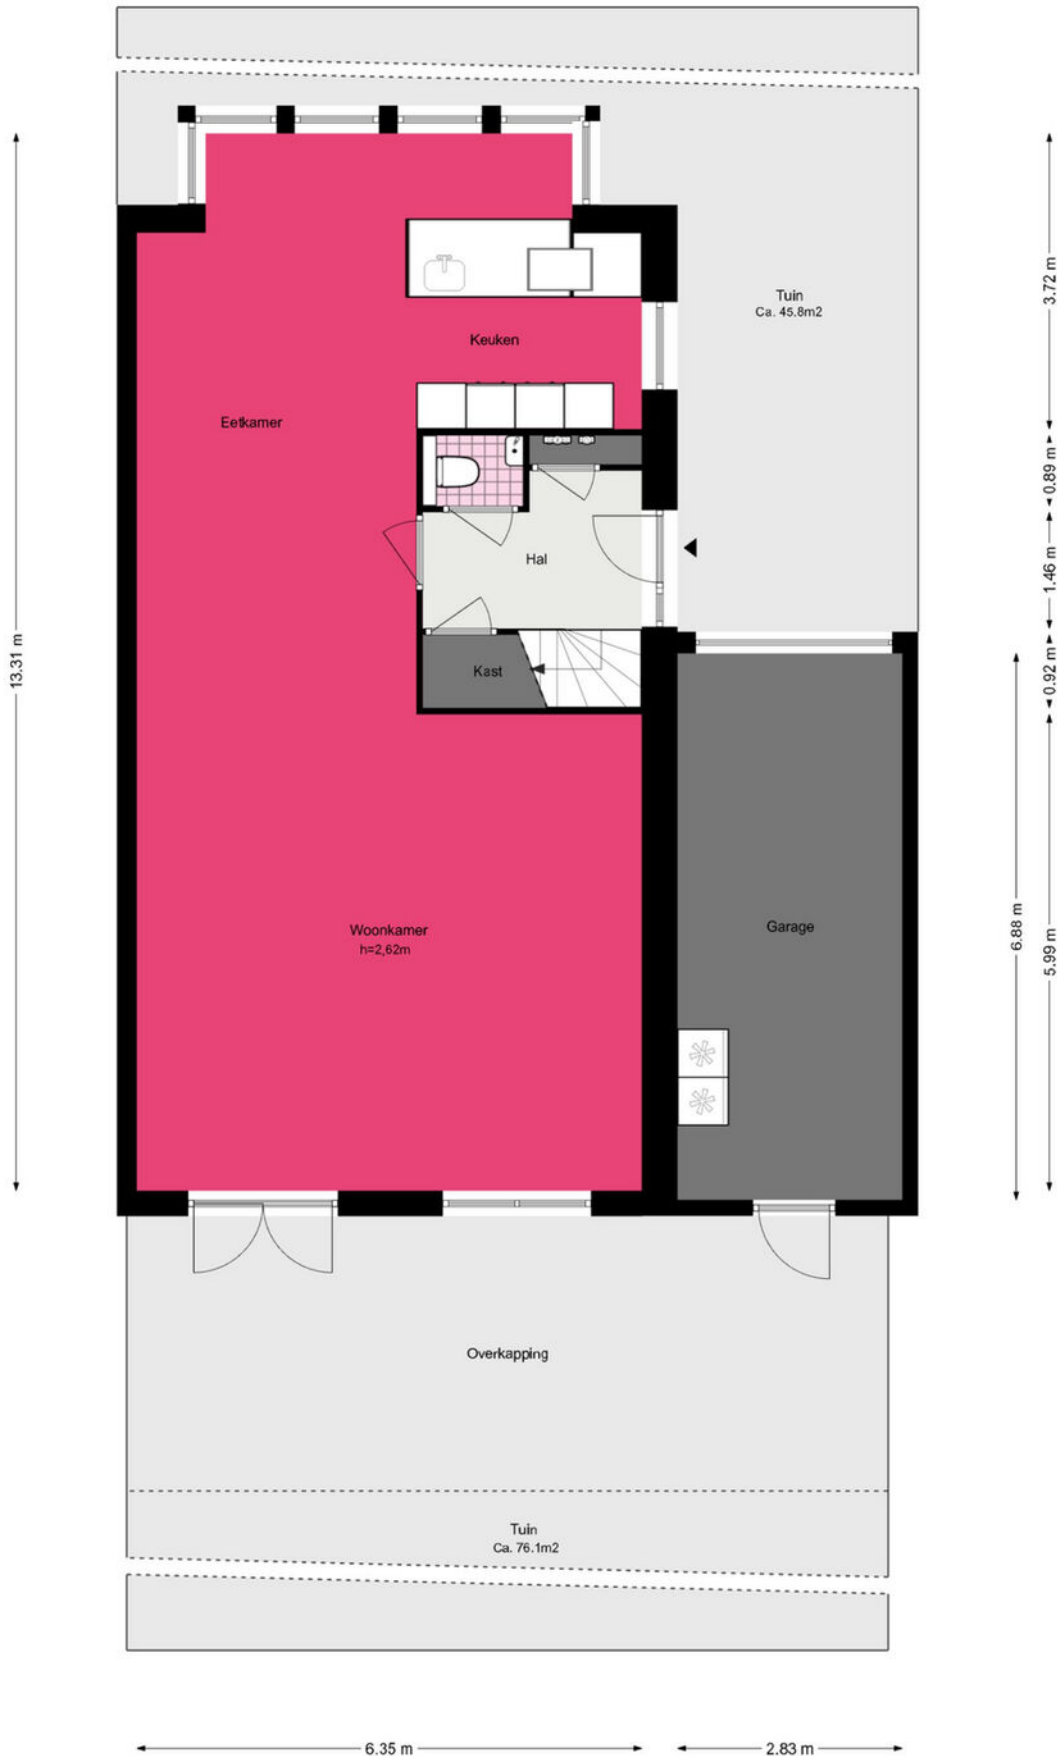 Tuin
Ca. 45.8m2
Keuken
Eetkamer
Hal
Kast
Woonkamer
h=2,62m
Garage
Overkapping
Tuin
Ca. 76.1m2
13.31 m
3.72 m
0.89 m
1.46 m
0.92 m
5.99 m
6.88 m
6.35 m
2.83 m